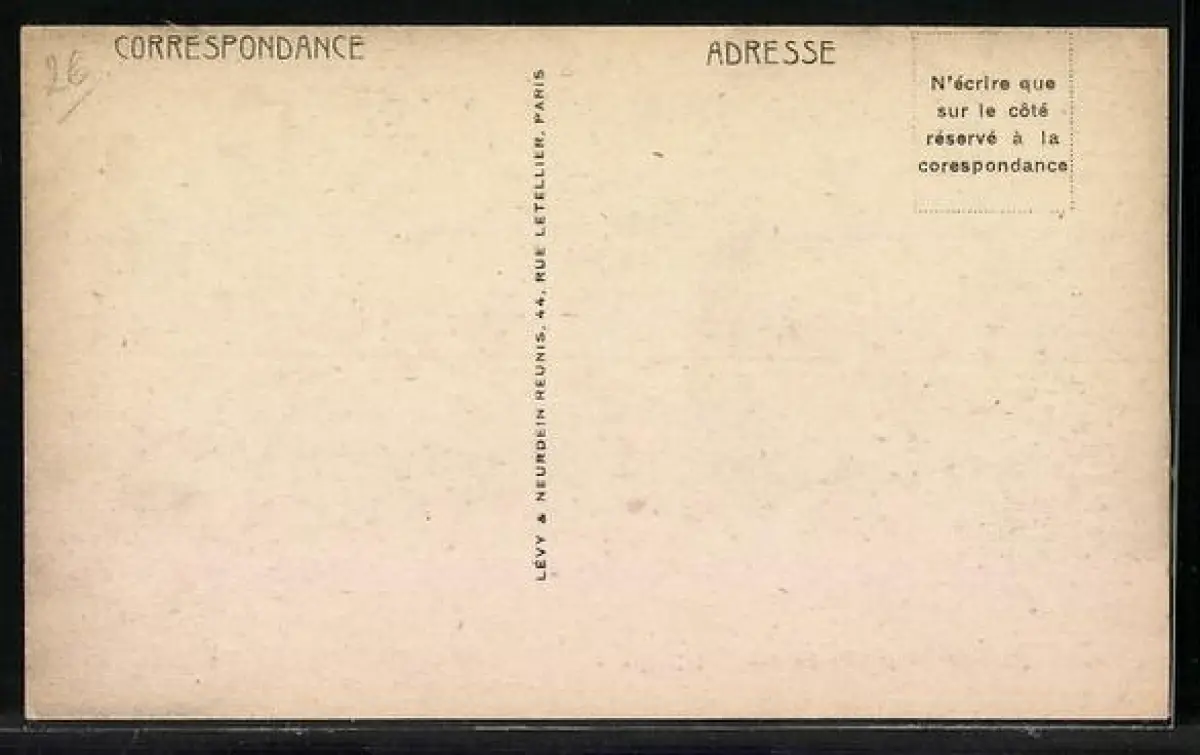 CORRESPONDANCE
ADRESSE
26
N'écrire que
sur le côté
réservé à la
corespondance
LÉVY & NEURDEIN REUNIS, 44, RUE LETELLIER, PARIS